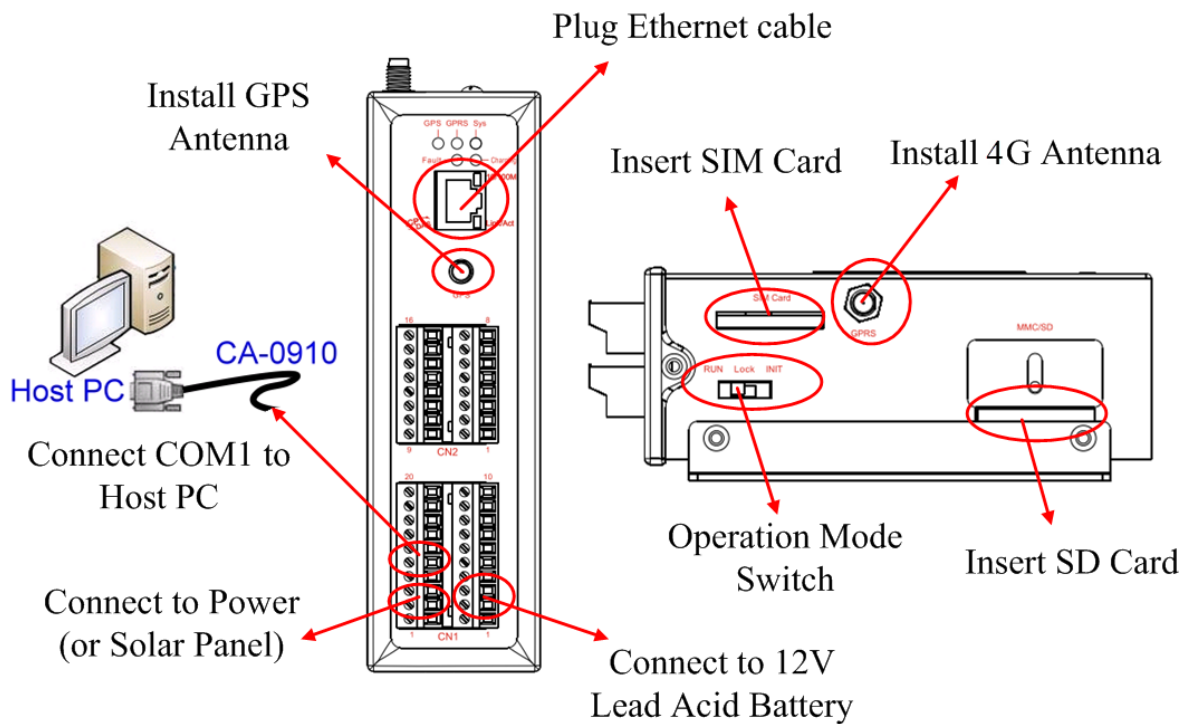 Plug Ethernet cable
Install GPS
Antenna
GPS GPRS Sys
Fault
Link/Act
GPS
16 8
9 CN2 1
20 10
1 CN1 1
Host PC
CA-0910
Connect COM1 to
Host PC
Connect to Power
(or Solar Panel)
Connect to 12V
Lead Acid Battery
Insert SIM Card
Install 4G Antenna
SIM Card
GPRS
MMC/SD
RUN Lock INIT
Operation Mode
Switch
Insert SD Card